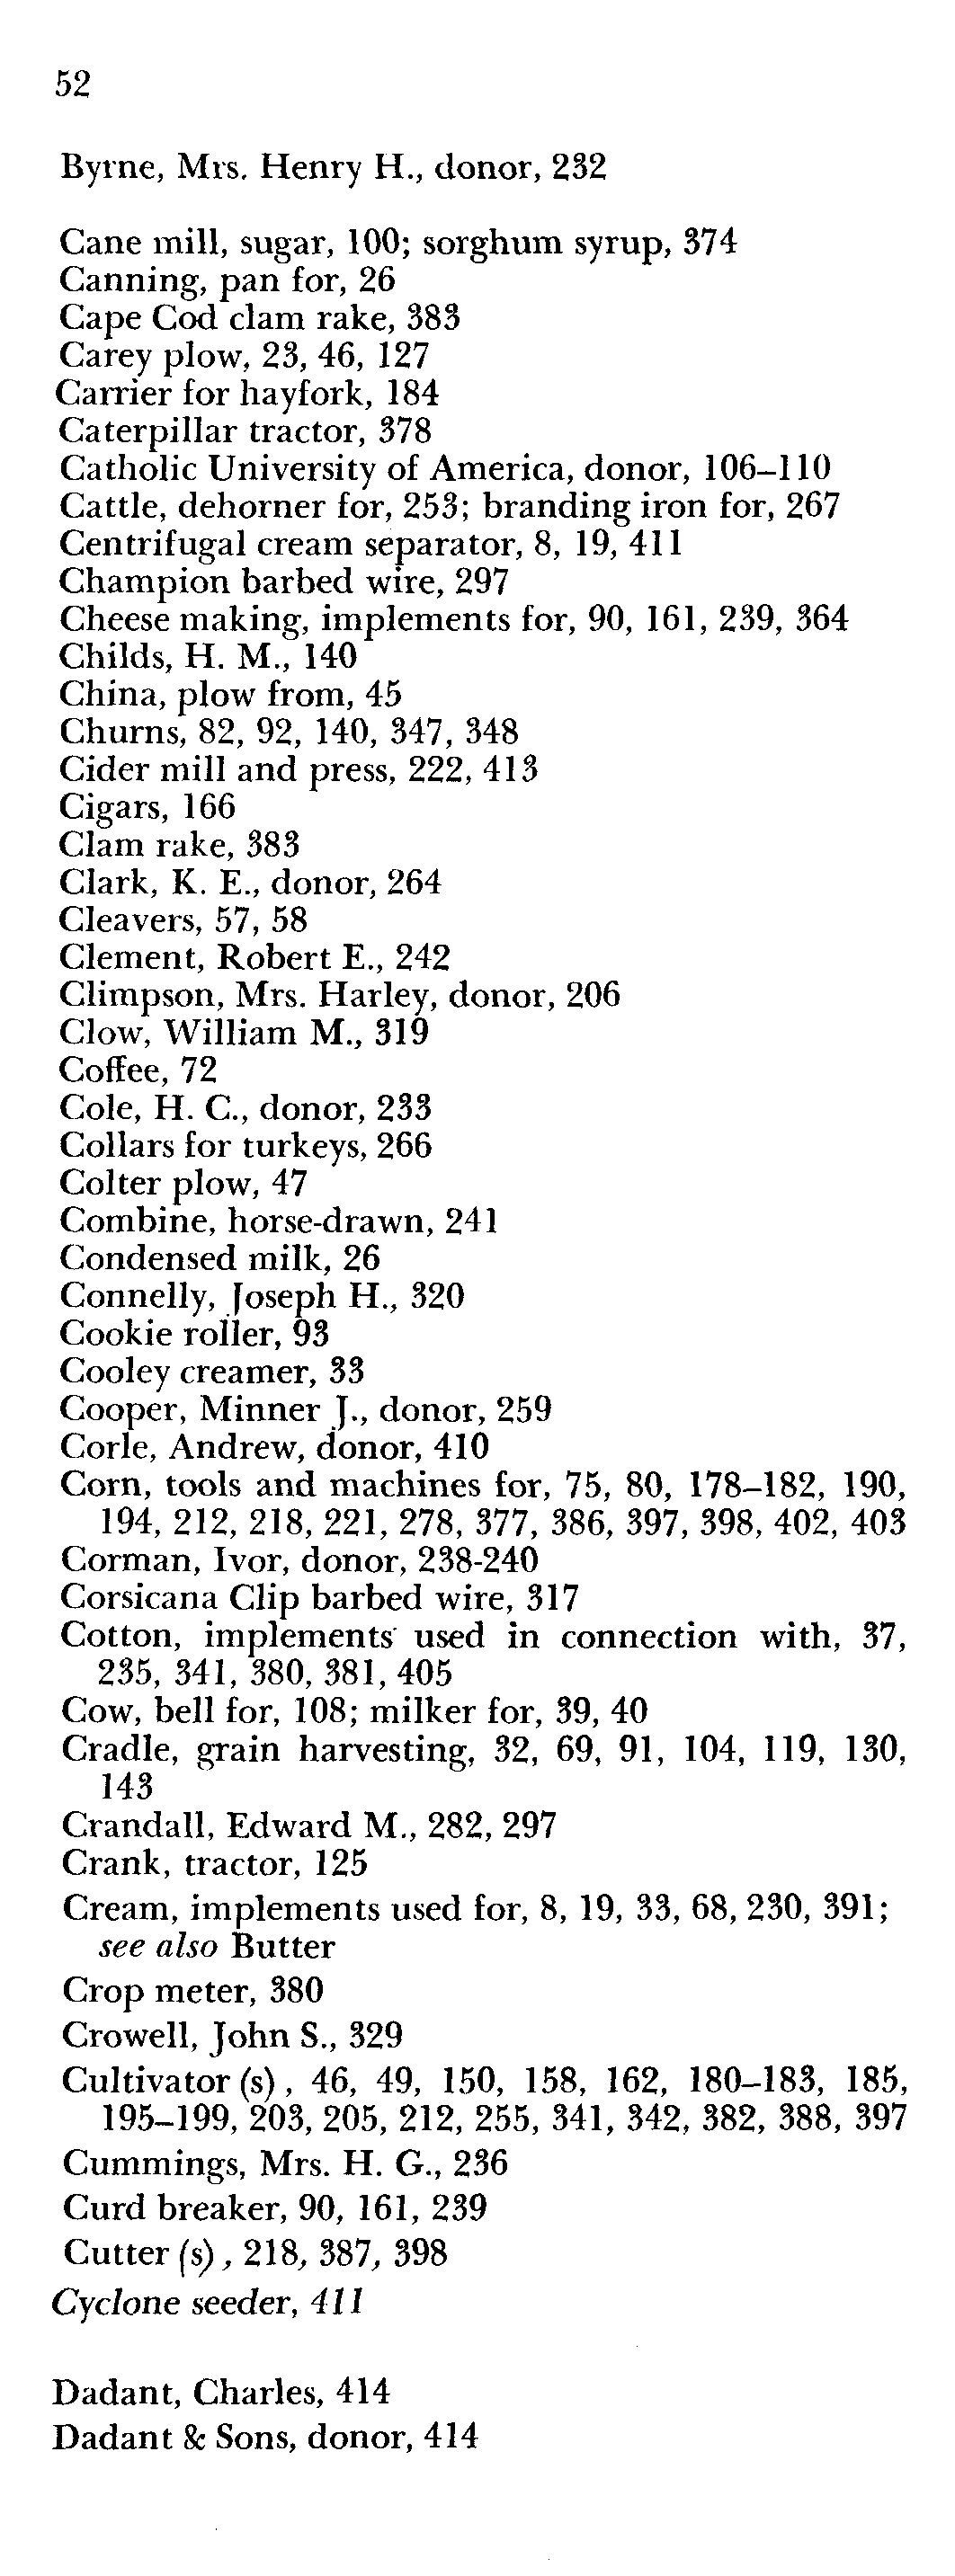 52
Byrne, Mrs. Henry H., donor, 232
Cane mill, sugar, 100; sorghum syrup, 374
Canning, pan for, 26
Cape Cod clam rake, 383
Carey plow, 23, 46, 127
Carrier for hayfork, 184
Caterpillar tractor, 378
Catholic University of America, donor, 106–110
Cattle, dehorner for, 253; branding iron for, 267
Centrifugal cream separator, 8, 19, 411
Champion barbed wire, 297
Cheese making, implements for, 90, 161, 239, 364
Childs, H. M., 140
China, plow from, 45
Churns, 82, 92, 140, 347, 348
Cider mill and press, 222, 413
Cigars, 166
Clam rake, 383
Clark, K. E., donor, 264
Cleavers, 57, 58
Clement, Robert E., 242
Climpson, Mrs. Harley, donor, 206
Clow, William M., 319
Coffee, 72
Cole, H. C., donor, 233
Collars for turkeys, 266
Colter plow, 47
Combine, horse-drawn, 241
Condensed milk, 26
Connelly, Joseph H., 320
Cookie roller, 93
Cooley creamer, 33
Cooper, Minner J., donor, 259
Corle, Andrew, donor, 410
Corn, tools and machines for, 75, 80, 178–182, 190,
194, 212, 218, 221, 278, 377, 386, 397, 398, 402, 403
Corman, Ivor, donor, 238-240
Corsicana Clip barbed wire, 317
Cotton, implements used in connection with, 37,
235, 341, 380, 381, 405
Cow, bell for, 108; milker for, 39, 40
Cradle, grain harvesting, 32, 69, 91, 104, 119, 130,
143
Crandall, Edward M., 282, 297
Crank, tractor, 125
Cream, implements used for, 8, 19, 33, 68, 230, 391;
see also Butter
Crop meter, 380
Crowell, John S., 329
Cultivator (s), 46, 49, 150, 158, 162, 180–183, 185,
195–199, 203, 205, 212, 255, 341, 342, 382, 388, 397
Cummings, Mrs. H. G., 236
Curd breaker, 90, 161, 239
Cutter (s), 218, 387, 398
Cyclone seeder, 411
Dadant, Charles, 414
Dadant & Sons, donor, 414